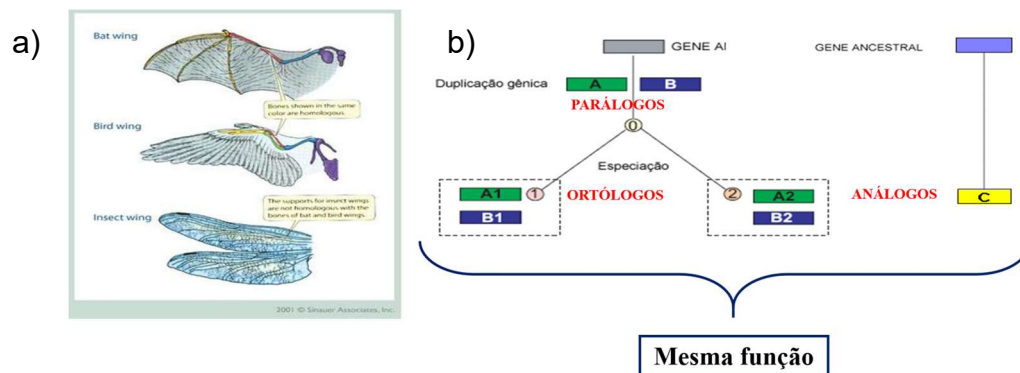 a)
Bat wing
Bones shown in the same
color are homologous.
Bird wing
The supports for insect wings
are not homologous with the
bones of bat and bird wings.
Insect wing
2001 © Sinauer Associates, Inc.
b)
GENE AI
GENE ANCESTRAL
Duplicação gênica
A
B
PARÁLOGOS
0
Especiação
A1
1
ORTÓLOGOS
2
A2
ANÁLOGOS
C
B1
B2
Mesma função